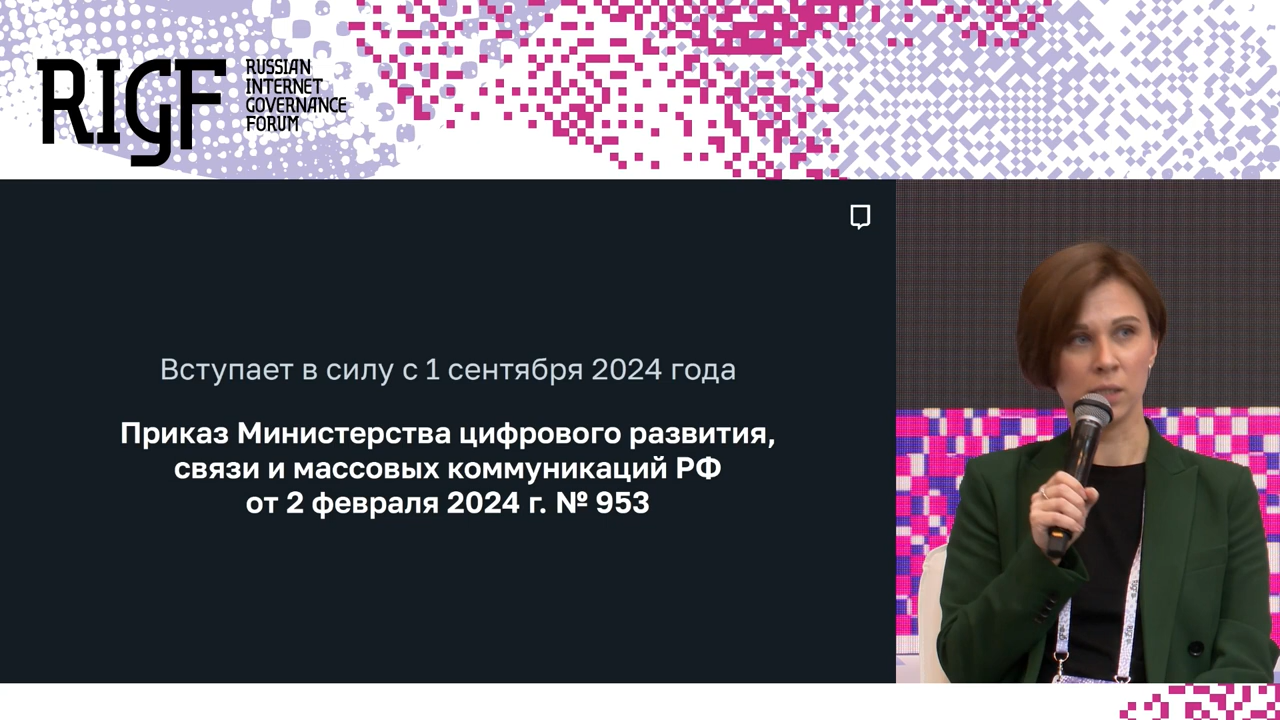 RIGF
RUSSIAN
INTERNET
GOVERNANCE
FORUM
Вступает в силу с 1 сентября 2024 года
Приказ Министерства цифрового развития,
связи и массовых коммуникаций РФ
от 2 февраля 2024 г. № 953